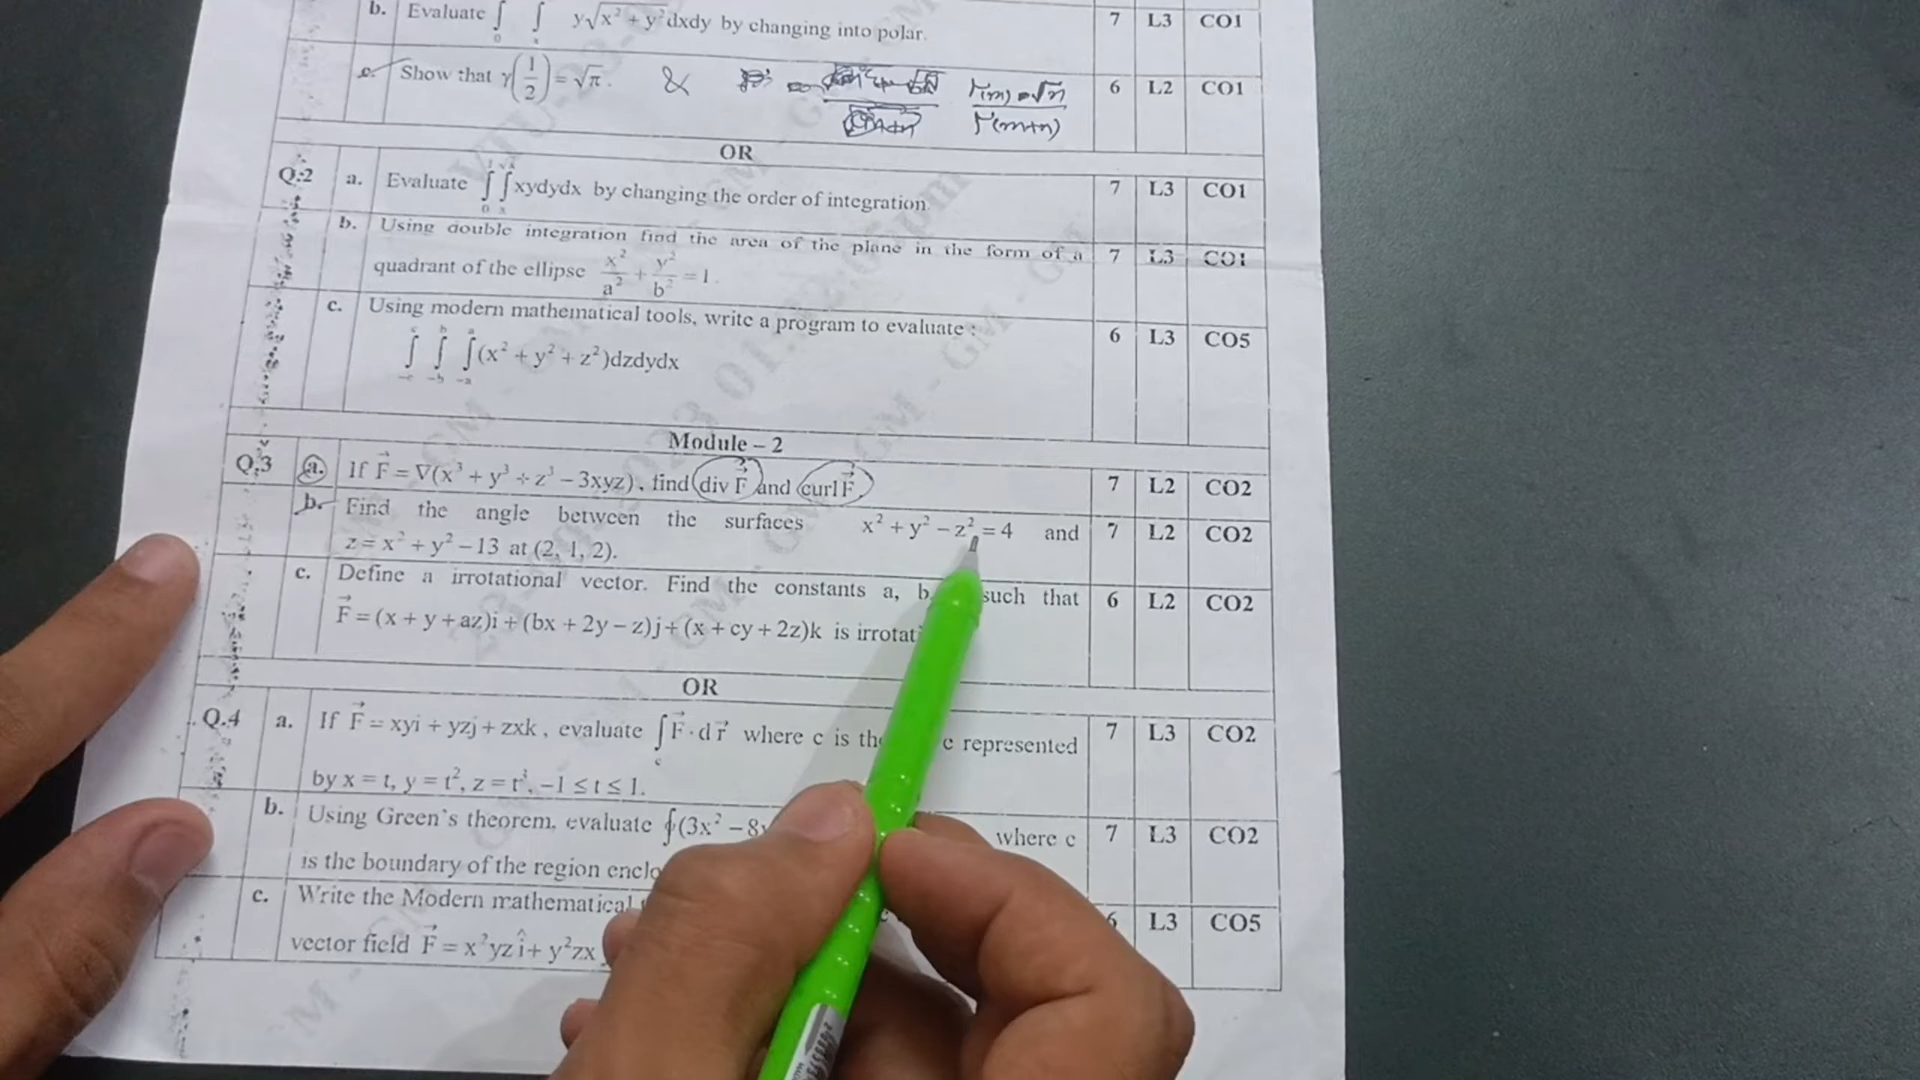 b. Evaluate ∫₀ ∫ₓ y√(x² + y²) dxdy by changing into polar. 7 L3 CO1
c. Show that γ(1/2) = √π. & Γ(m) √π / Γ(m+n) 6 L2 CO1
OR
Q.2 a. Evaluate ∫₀¹ ∫ₓ^√x xydydx by changing the order of integration. 7 L3 CO1
b. Using double integration find the area of the plane in the form of a 7 L3 CO1
quadrant of the ellipse x²/a² + y²/b² = 1.
c. Using modern mathematical tools, write a program to evaluate : 6 L3 CO5
∫₋c^c ∫₋b^b ∫₋a^a (x² + y² + z²)dzdydx
Module – 2
Q.3 a. If F⃗ = ∇(x³ + y³ + z³ – 3xyz), find div F⃗ and curl F⃗ 7 L2 CO2
b. Find the angle between the surfaces x² + y² – z² = 4 and 7 L2 CO2
z = x² + y² – 13 at (2, 1, 2).
c. Define a irrotational vector. Find the constants a, b, such that 6 L2 CO2
F⃗ = (x + y + az)i + (bx + 2y – z)j + (x + cy + 2z)k is irrotat
OR
Q.4 a. If F⃗ = xyi + yzj + zxk, evaluate ∫c F⃗ · dr⃗ where c is the c represented 7 L3 CO2
by x = t, y = t², z = t³, –1 ≤ t ≤ 1.
b. Using Green's theorem, evaluate ∮(3x² – 8y where c 7 L3 CO2
is the boundary of the region enclo
c. Write the Modern mathematical 6 L3 CO5
vector field F⃗ = x²yz î + y²zx